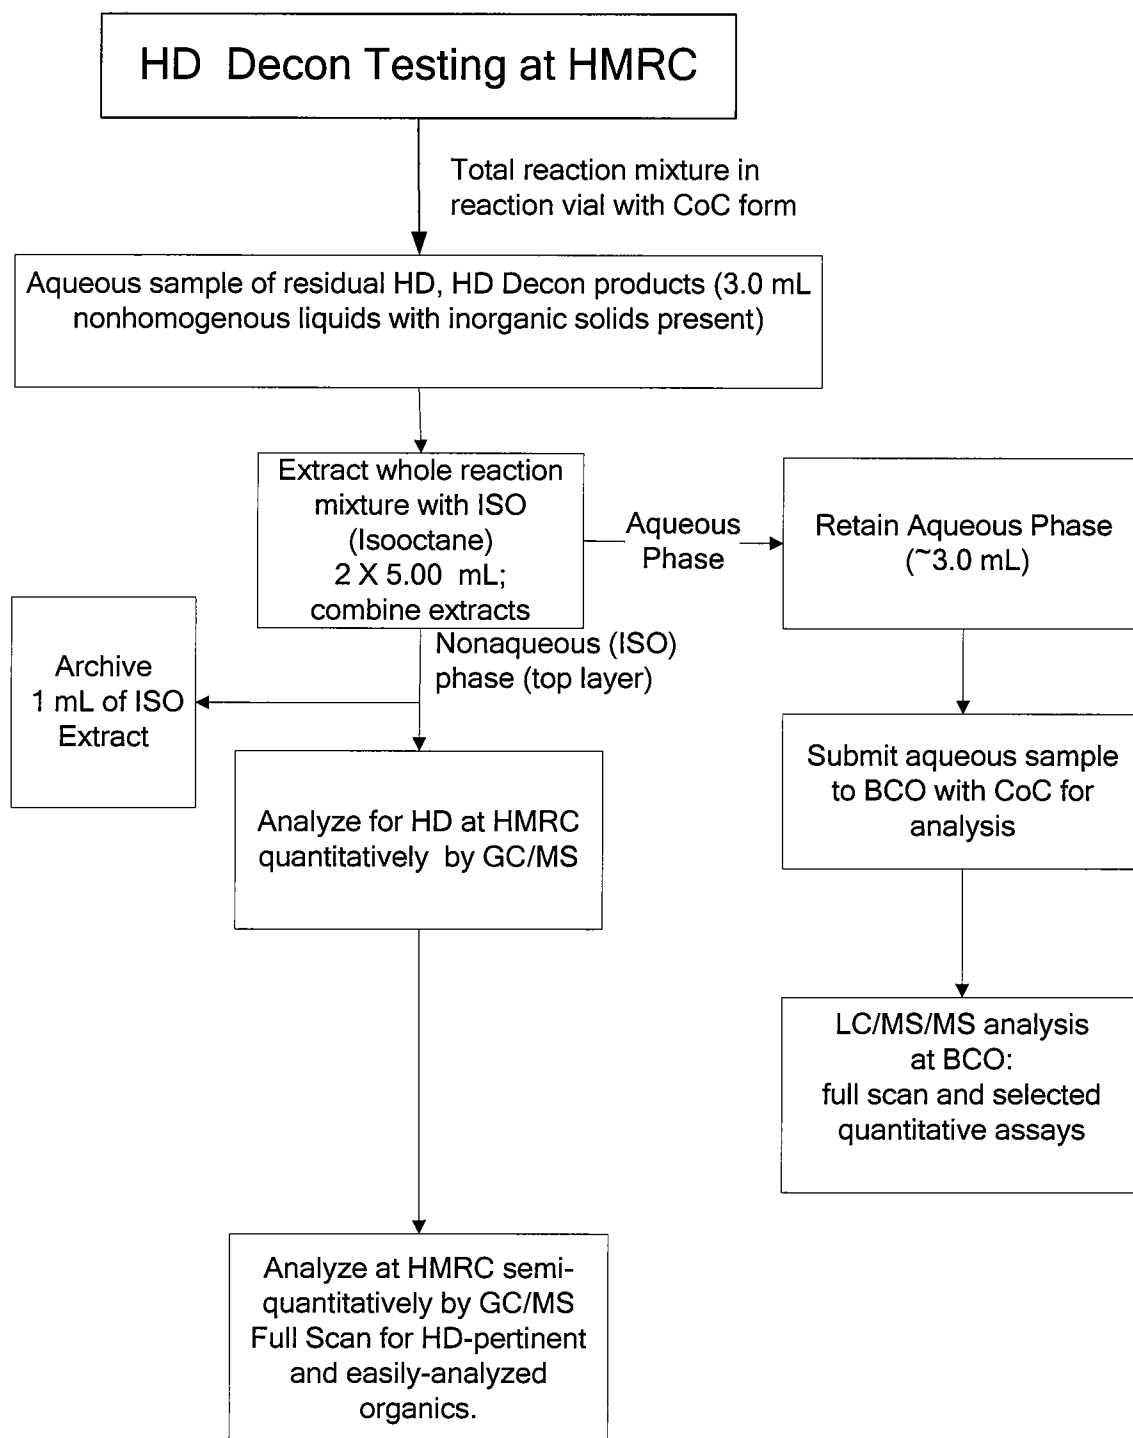 HD Decon Testing at HMRC
Total reaction mixture in
reaction vial with CoC form
Aqueous sample of residual HD, HD Decon products (3.0 mL
nonhomogenous liquids with inorganic solids present)
Extract whole reaction
mixture with ISO
(Isooctane)
2 X 5.00 mL;
combine extracts
Aqueous
Phase
Retain Aqueous Phase
(~3.0 mL)
Nonaqueous (ISO)
phase (top layer)
Archive
1 mL of ISO
Extract
Submit aqueous sample
to BCO with CoC for
analysis
Analyze for HD at HMRC
quantitatively by GC/MS
LC/MS/MS analysis
at BCO:
full scan and selected
quantitative assays
Analyze at HMRC semi-
quantitatively by GC/MS
Full Scan for HD-pertinent
and easily-analyzed
organics.